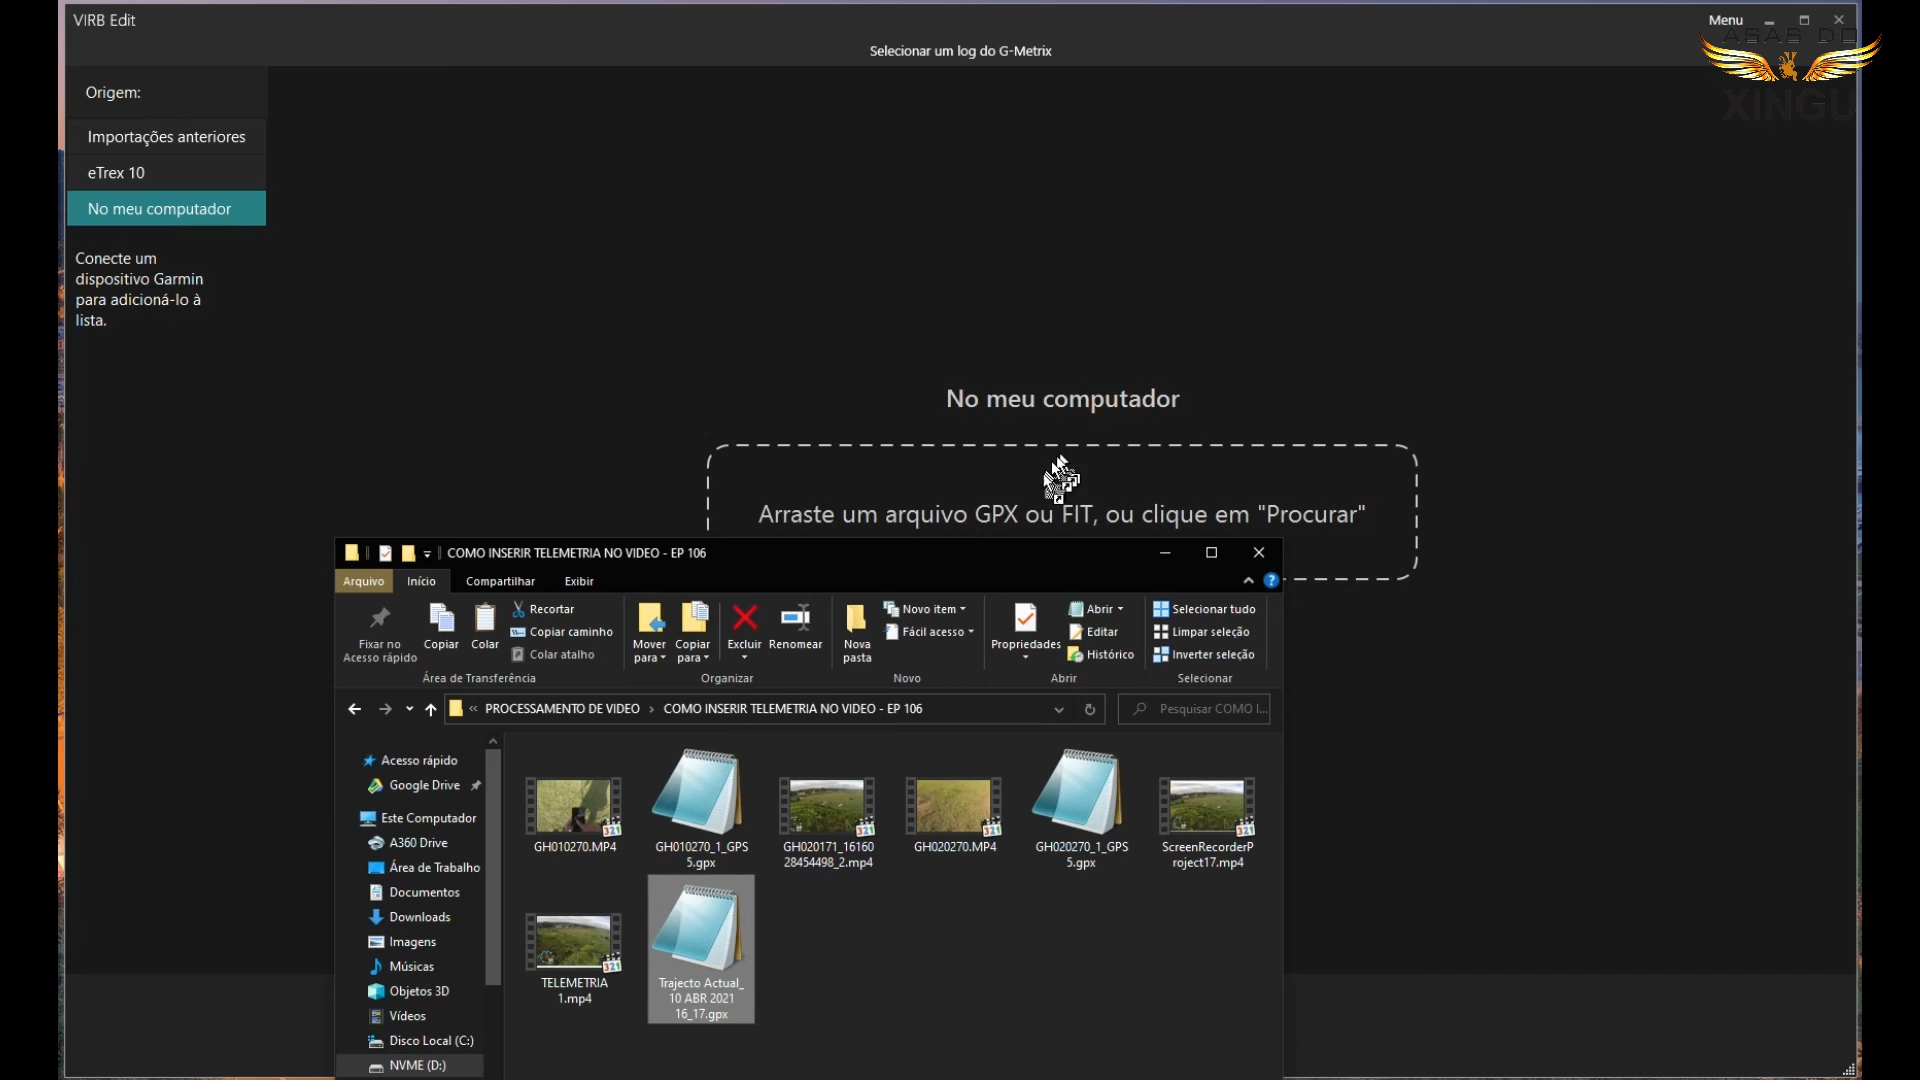 VIRB Edit
Menu
Selecionar um log do G-Metrix
ASAS DO
XINGU
Origem:
Importações anteriores
eTrex 10
No meu computador
Conecte um
dispositivo Garmin
para adicioná-lo à
lista.
No meu computador
Arraste um arquivo GPX ou FIT, ou clique em "Procurar"
COMO INSERIR TELEMETRIA NO VIDEO - EP 106
Arquivo
Início
Compartilhar
Exibir
Fixar no
Acesso rápido
Copiar
Colar
Recortar
Copiar caminho
Colar atalho
Área de Transferência
Mover
para
Copiar
para
Excluir
Renomear
Organizar
Nova
pasta
Novo item
Fácil acesso
Novo
Propriedades
Abrir
Editar
Histórico
Abrir
Selecionar tudo
Limpar seleção
Inverter seleção
Selecionar
« PROCESSAMENTO DE VIDEO › COMO INSERIR TELEMETRIA NO VIDEO - EP 106
Pesquisar COMO I...
Acesso rápido
Google Drive
Este Computador
A360 Drive
Área de Trabalho
Documentos
Downloads
Imagens
Músicas
Objetos 3D
Vídeos
Disco Local (C:)
NVME (D:)
GH010270.MP4
GH010270_1_GPS
5.gpx
GH020171_16160
28454498_2.mp4
GH020270.MP4
GH020270_1_GPS
5.gpx
ScreenRecorderP
roject17.mp4
TELEMETRIA
1.mp4
Trajecto Actual_
10 ABR 2021
16_17.gpx